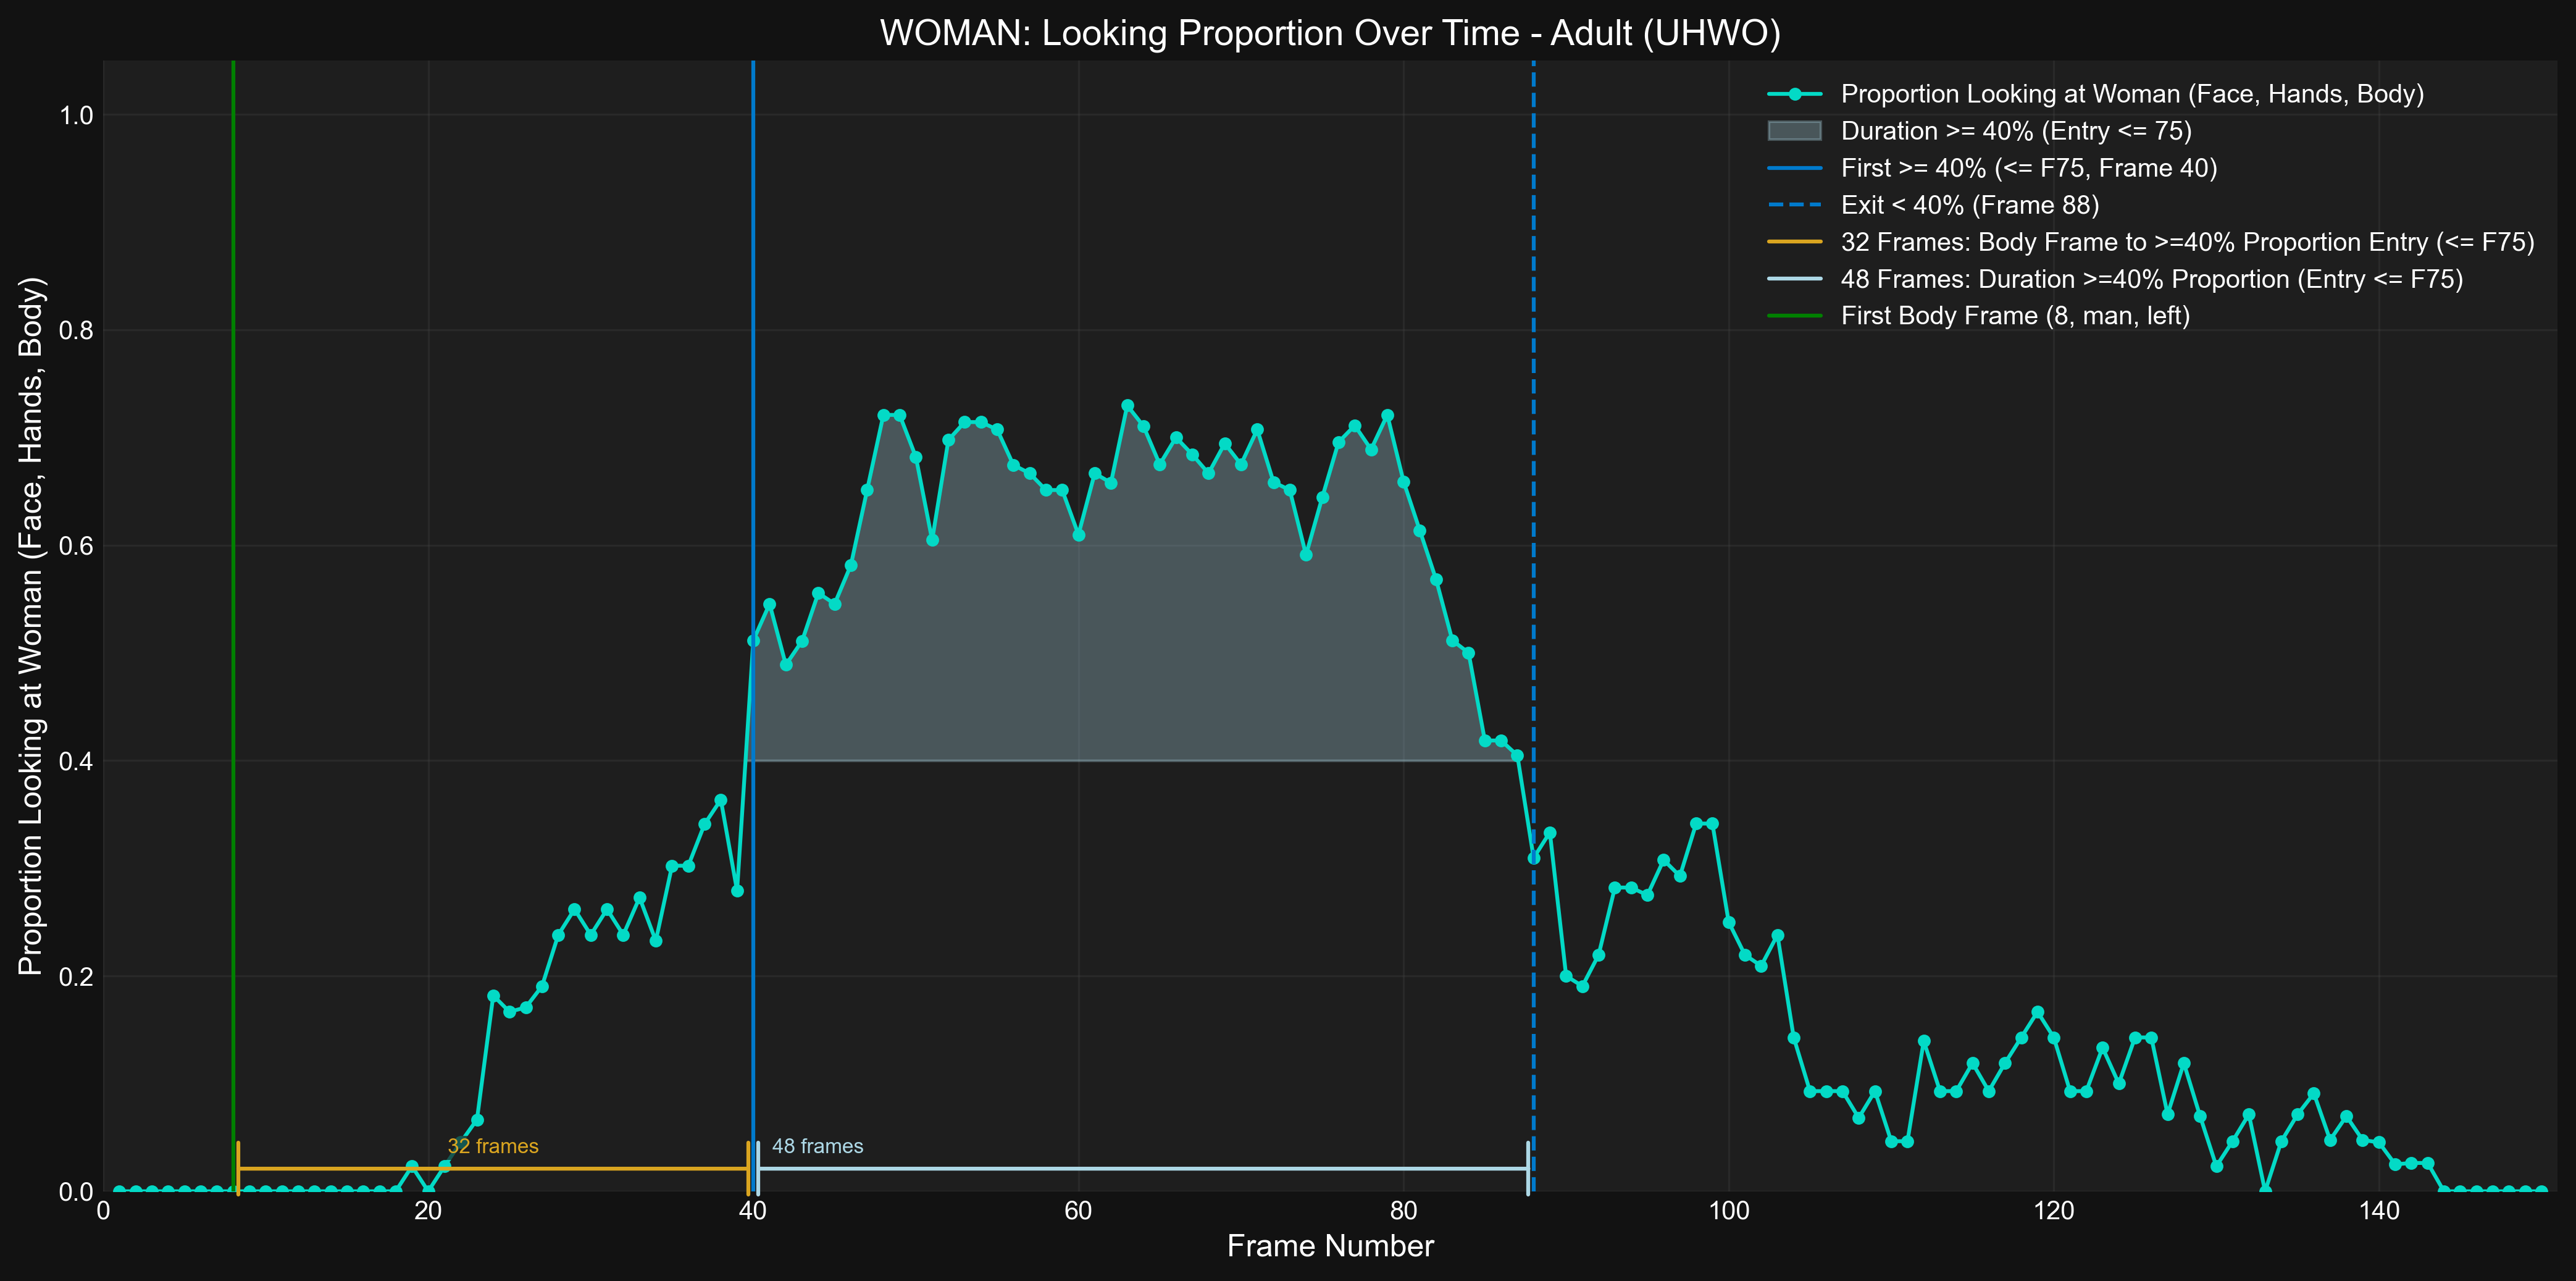 WOMAN: Looking Proportion Over Time - Adult (UHWO)
Proportion Looking at Woman (Face, Hands, Body)
Duration >= 40% (Entry <= 75)
First >= 40% (<= F75, Frame 40)
Exit < 40% (Frame 88)
32 Frames: Body Frame to >=40% Proportion Entry (<= F75)
48 Frames: Duration >=40% Proportion (Entry <= F75)
First Body Frame (8, man, left)
Proportion Looking at Woman (Face, Hands, Body)
1.0
0.8
0.6
0.4
0.2
0.0
32 frames
48 frames
0 20 40 60 80 100 120 140
Frame Number